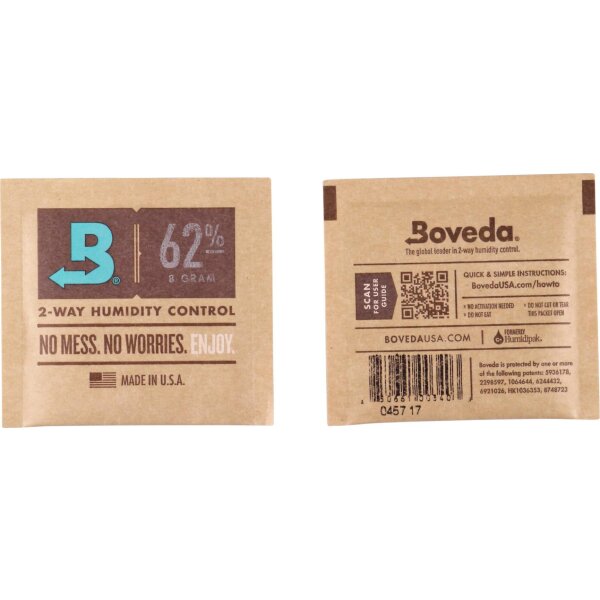 B®
62%
8 GRAM
2-WAY HUMIDITY CONTROL
NO MESS. NO WORRIES. ENJOY.
MADE IN U.S.A.
Boveda®
The global leader in 2-way humidity control.
SCAN
FOR USER
GUIDE
QUICK & SIMPLE INSTRUCTIONS:
BovedaUSA.com/howto
• NO ACTIVATION NEEDED
• DO NOT EAT
• DO NOT CUT OR TEAR
THIS PACKET OPEN
BOVEDAUSA.COM
FORMERLY
Humidipak.
Boveda is protected by one or more
of the following patents: 5936178,
2398597, 1064644, 6244432,
6921026, HK1036353, 8748723
A
0457 17